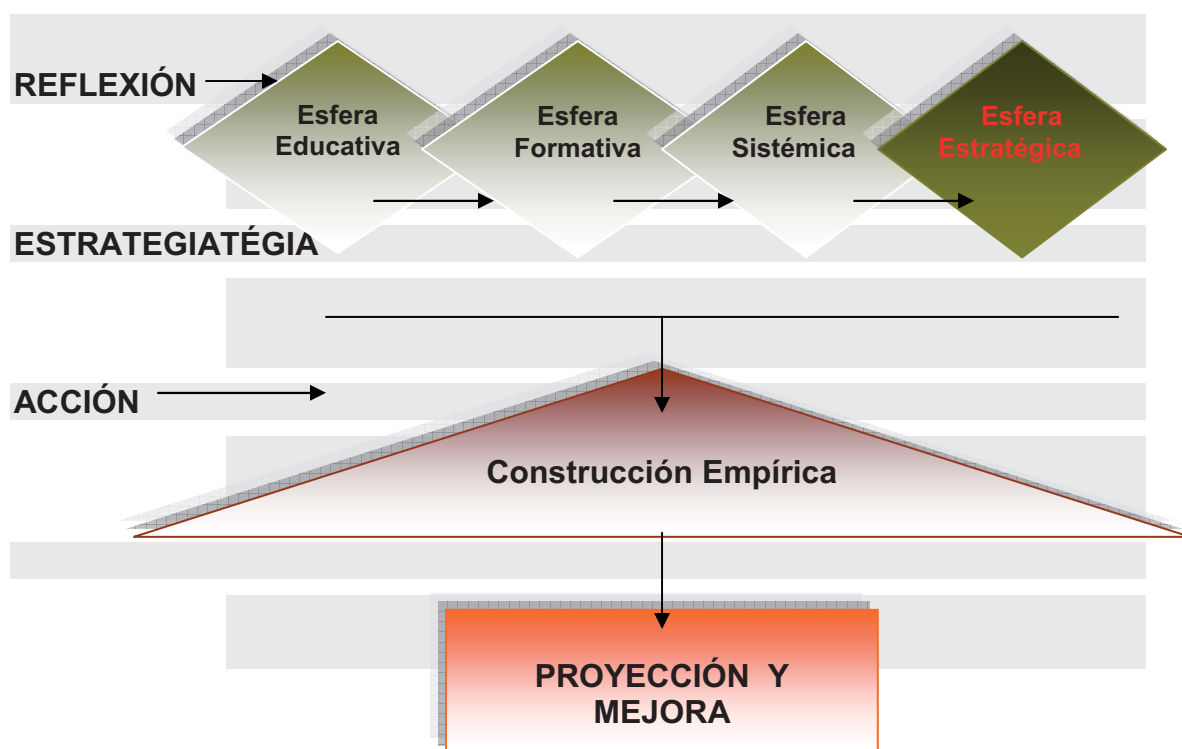 REFLEXIÓN
Esfera
Educativa
Esfera
Formativa
Esfera
Sistémica
Esfera
Estratégica
ESTRATEGIATÉGIA
ACCIÓN
Construcción Empírica
PROYECCIÓN Y
MEJORA